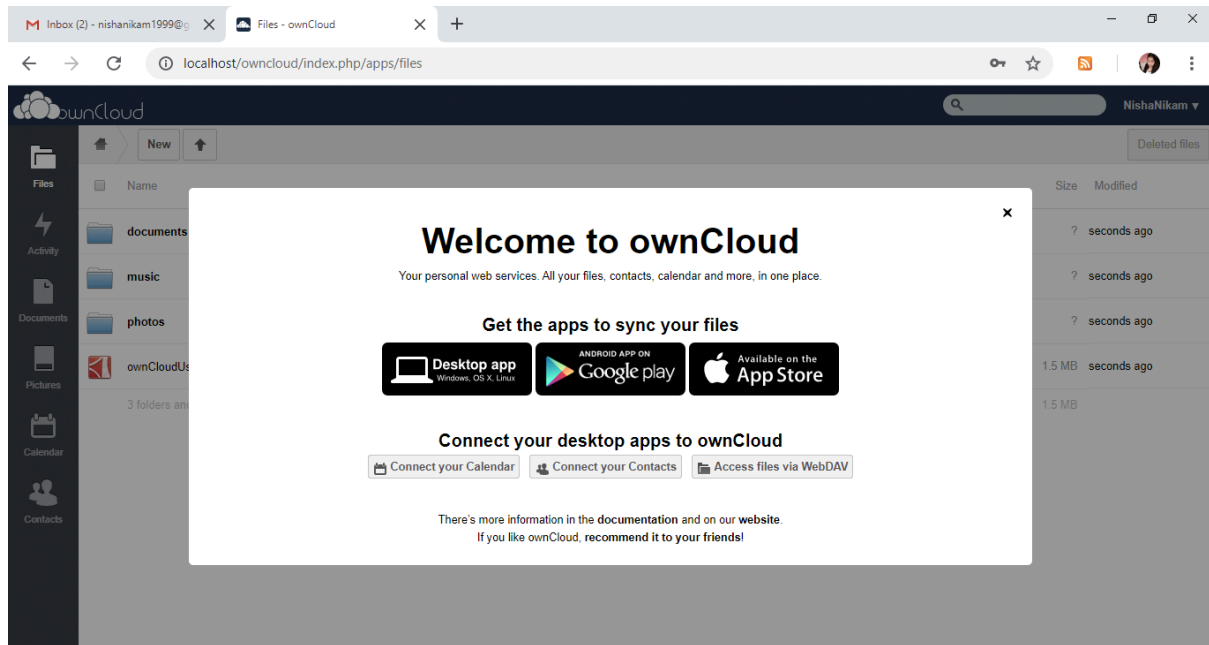 Inbox (2) - nishanikam1999@g
Files - ownCloud
localhost/owncloud/index.php/apps/files
ownCloud
NishaNikam
New
Deleted files
Files
Name
Size
Modified
Activity
documents
?
seconds ago
music
?
seconds ago
Documents
photos
?
seconds ago
Pictures
ownCloudUs
1.5 MB
seconds ago
3 folders and
1.5 MB
Calendar
Contacts
Welcome to ownCloud
Your personal web services. All your files, contacts, calendar and more, in one place.
Get the apps to sync your files
Desktop app
Windows, OS X, Linux
ANDROID APP ON
Google play
Available on the
App Store
Connect your desktop apps to ownCloud
Connect your Calendar
Connect your Contacts
Access files via WebDAV
There's more information in the documentation and on our website.
If you like ownCloud, recommend it to your friends!